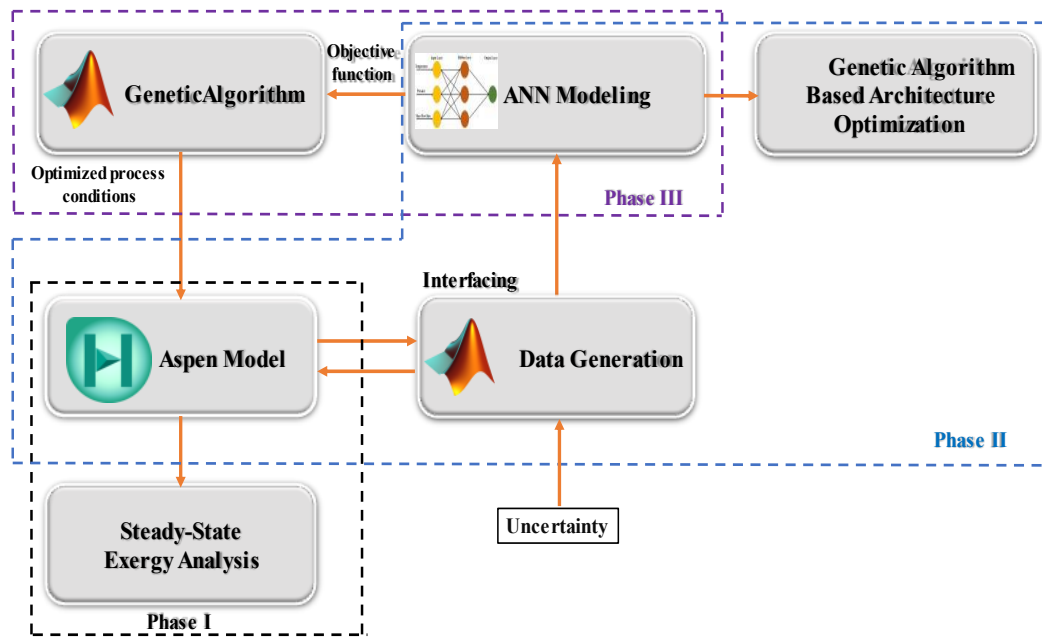 Objective
function
GeneticAlgorithm
ANN Modeling
Genetic Algorithm
Based Architecture
Optimization
Optimized process
conditions
Phase III
Interfacing
Aspen Model
Data Generation
Phase II
Steady-State
Exergy Analysis
Uncertainty
Phase I